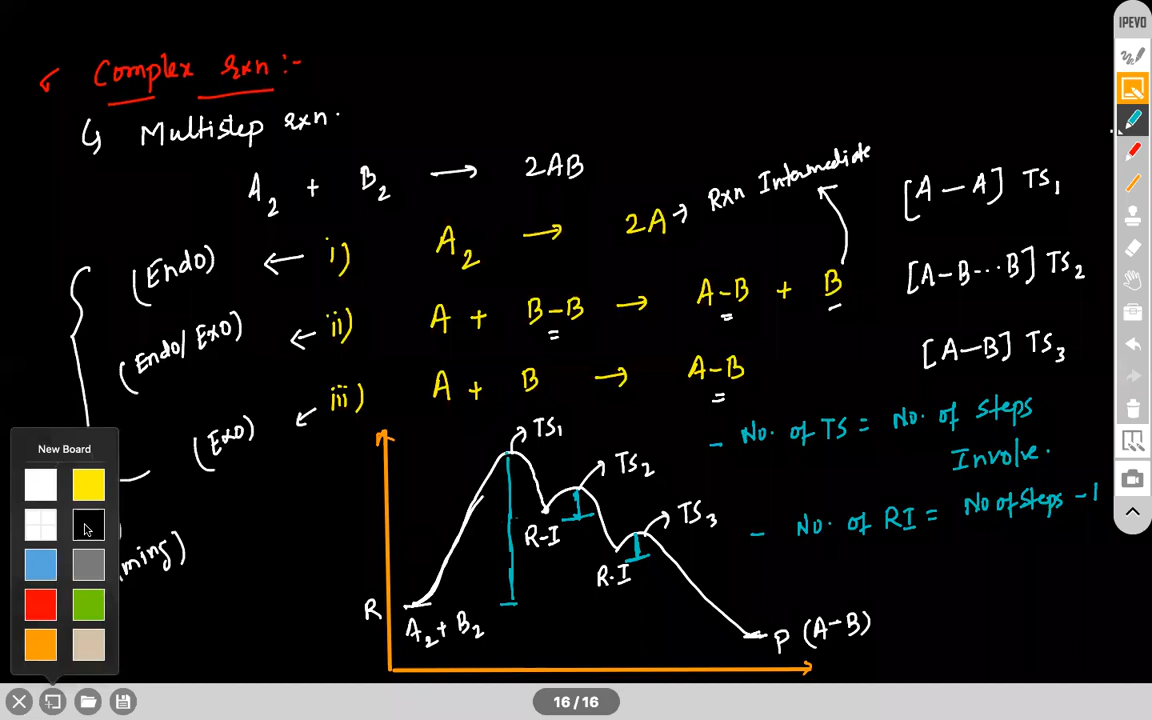 Complex rxn :-
↳ Multistep rxn.
A2 + B2 → 2AB
(Endo) ← i) A2 → 2A → Rxn Intermediate
(Endo/Exo) ← ii) A + B-B → A-B + B
(Exo) ← iii) A + B → A-B
[A-A] TS1
[A-B···B] TS2
[A-B] TS3
- No. of TS = No. of steps
Involve.
- No. of RI = No of steps -1
TS1
TS2
TS3
R-I
R.I
R
A2 + B2
P (A-B)
ming)
New Board
16/16
IPEVO